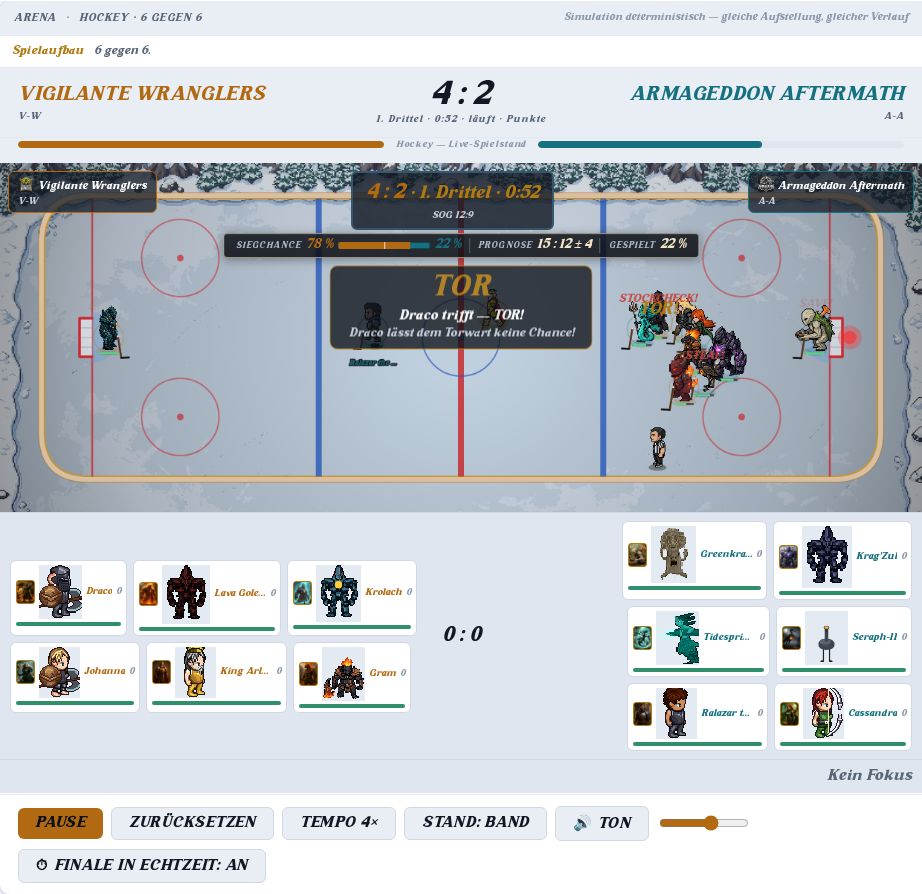 ARENA · HOCKEY · 6 GEGEN 6
Simulation deterministisch — gleiche Aufstellung, gleicher Verlauf
Spielaufbau 6 gegen 6.
VIGILANTE WRANGLERS
V-W
4 : 2
1. Drittel · 0:52 · läuft · Punkte
ARMAGEDDON AFTERMATH
A-A
Hockey — Live-Spielstand
Vigilante Wranglers
V-W
4 : 2 · 1. Drittel · 0:52
SOG 12:9
Armageddon Aftermath
A-A
SIEGCHANCE 78 % 22 % PROGNOSE 15 : 12 ± 4 GESPIELT 22 %
TOR
Draco trifft — TOR!
Draco lässt dem Torwart keine Chance!
STOCKCHECK!
Draco 0
Lava Gole... 0
Krolach 0
Johanna 0
King Art... 0
Gram 0
0 : 0
Greenkra... 0
Krag'Zul 0
Tidespri... 0
Seraph-II 0
Ralazar t... 0
Cassandra 0
Kein Fokus
PAUSE
ZURÜCKSETZEN
TEMPO 4×
STAND: BAND
TON
FINALE IN ECHTZEIT: AN